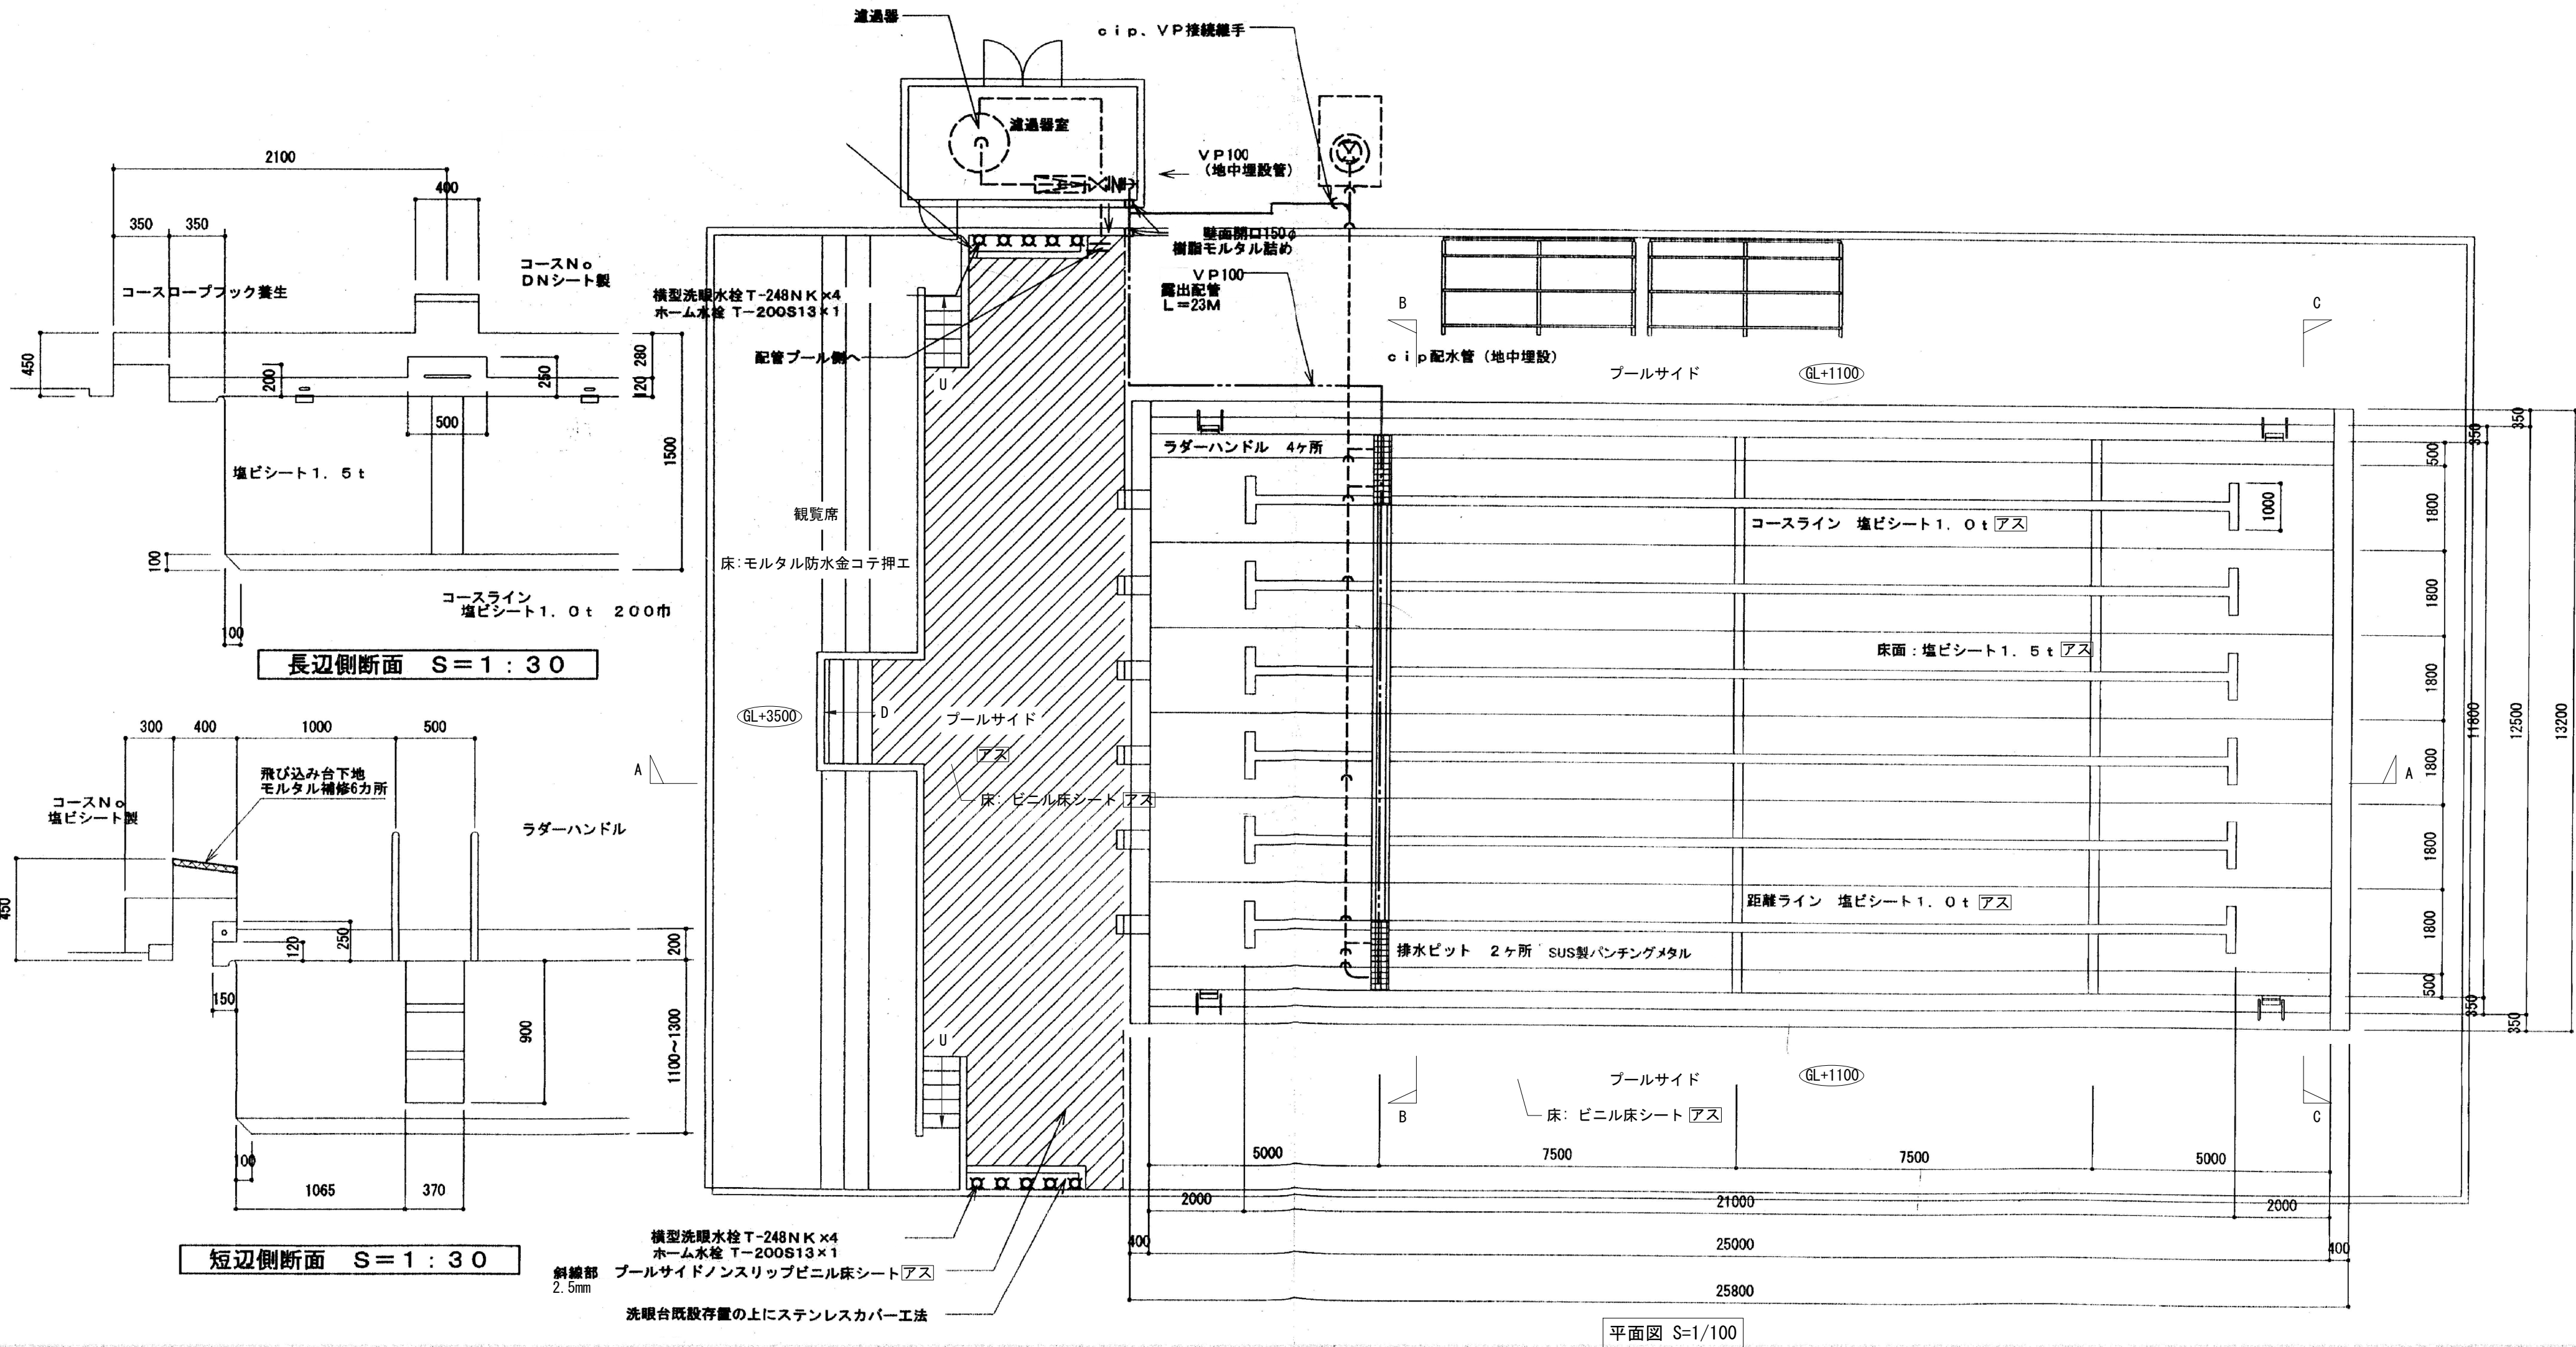 濾過器
ｃｉｐ、ＶＰ接続継手
濾過器室
ＶＰ100
（地中埋設管）
壁面開口150φ
樹脂モルタル詰め
ＶＰ100
露出配管
Ｌ＝23Ｍ
横型洗眼水栓Ｔ-248ＮＫ×4
ホーム水栓 Ｔ－200Ｓ13×1
配管プール側へ
ｃｉｐ配水管（地中埋設）
B
C
プールサイド
GL+1100
2100
400
350
350
コースＮｏ
ＤＮシート製
コースロープフック養生
450
200
250
280
120
500
1500
塩ビシート１．５ｔ
100
100
コースライン
塩ビシート１．０ｔ ２００巾
長辺側断面 Ｓ＝１：３０
300
400
1000
500
飛び込み台下地
モルタル補修6カ所
コースＮｏ
塩ビシート製
ラダーハンドル
450
120
250
200
150
900
1100～1300
100
1065
370
短辺側断面 Ｓ＝１：３０
U
観覧席
床:モルタル防水金コテ押エ
GL+3500
D
プールサイド
アス
床: ビニル床シート アス
A
U
ラダーハンドル ４ケ所
コースライン 塩ビシート１．０ｔ アス
1000
床面：塩ビシート１．５ｔ アス
距離ライン 塩ビシート１．０ｔ アス
排水ピット ２ケ所 SUS製パンチングメタル
350
350
500
1800
1800
1800
1800
1800
1800
500
350
350
11800
12500
13200
A
プールサイド
GL+1100
床: ビニル床シート アス
B
C
5000
7500
7500
5000
2000
21000
2000
400
25000
400
25800
横型洗眼水栓Ｔ-248ＮＫ×4
ホーム水栓 Ｔ－200Ｓ13×1
斜線部 プールサイドノンスリップビニル床シート アス
2.5mm
洗眼台既設存置の上にステンレスカバー工法
平面図 S=1/100